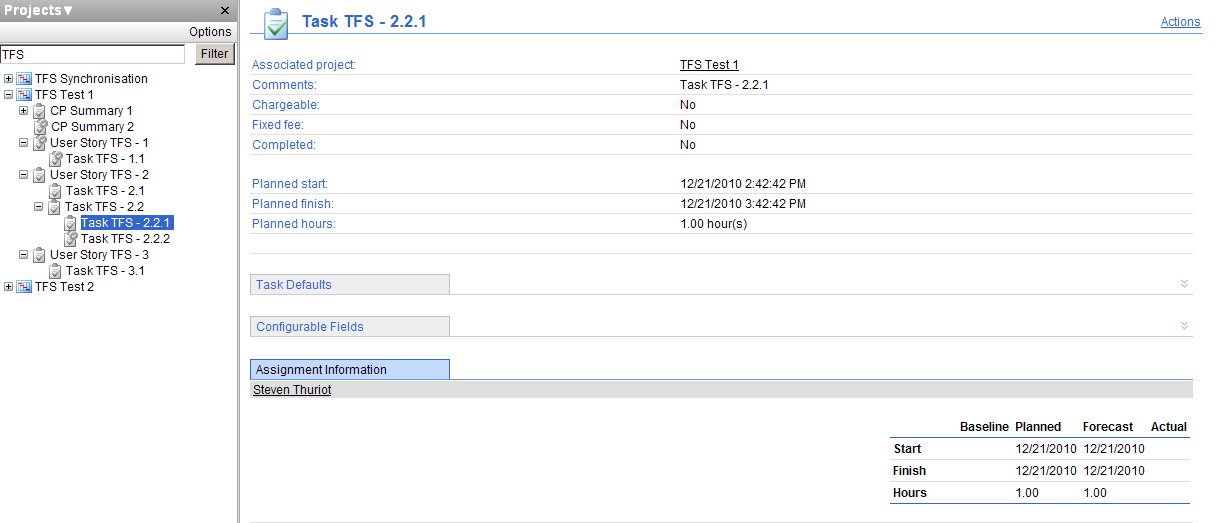 Projects▼
Options
TFS
Filter
TFS Synchronisation
TFS Test 1
CP Summary 1
CP Summary 2
User Story TFS - 1
Task TFS - 1.1
User Story TFS - 2
Task TFS - 2.1
Task TFS - 2.2
Task TFS - 2.2.1
Task TFS - 2.2.2
User Story TFS - 3
Task TFS - 3.1
TFS Test 2
Task TFS - 2.2.1
Actions
Associated project: TFS Test 1
Comments: Task TFS - 2.2.1
Chargeable: No
Fixed fee: No
Completed: No
Planned start: 12/21/2010 2:42:42 PM
Planned finish: 12/21/2010 3:42:42 PM
Planned hours: 1.00 hour(s)
Task Defaults
Configurable Fields
Assignment Information
Steven Thuriot
Baseline Planned Forecast Actual
Start 12/21/2010 12/21/2010
Finish 12/21/2010 12/21/2010
Hours 1.00 1.00